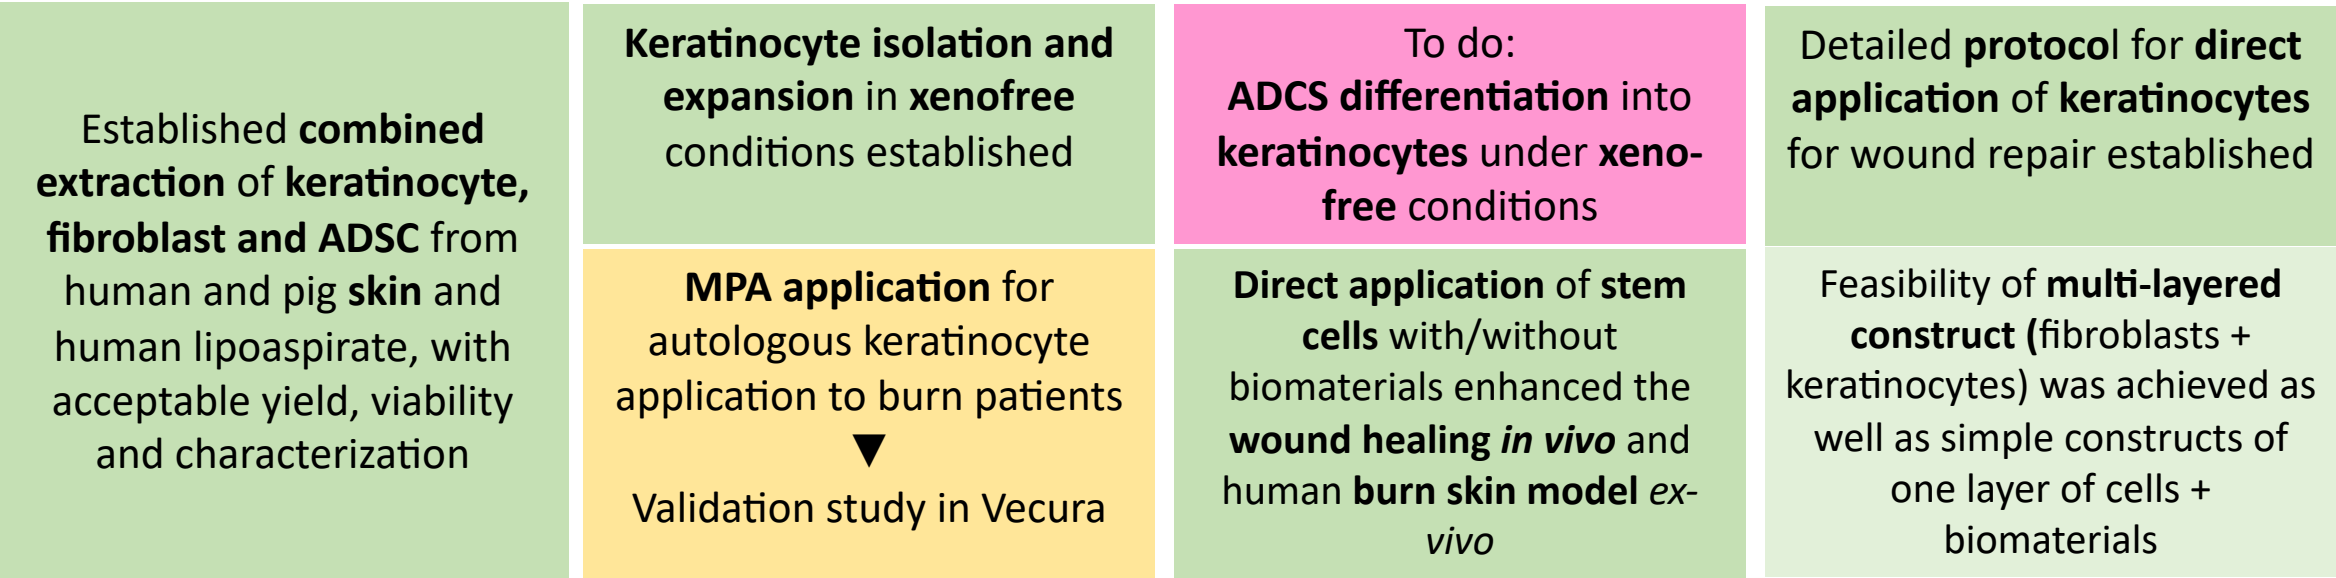 Established combined
extraction of keratinocyte,
fibroblast and ADSC from
human and pig skin and
human lipoaspirate, with
acceptable yield, viability
and characterization
Keratinocyte isolation and
expansion in xenofree
conditions established
MPA application for
autologous keratinocyte
application to burn patients
▼
Validation study in Vecura
To do:
ADCS differentiation into
keratinocytes under xeno-
free conditions
Direct application of stem
cells with/without
biomaterials enhanced the
wound healing in vivo and
human burn skin model ex-
vivo
Detailed protocol for direct
application of keratinocytes
for wound repair established
Feasibility of multi-layered
construct (fibroblasts +
keratinocytes) was achieved as
well as simple constructs of
one layer of cells +
biomaterials